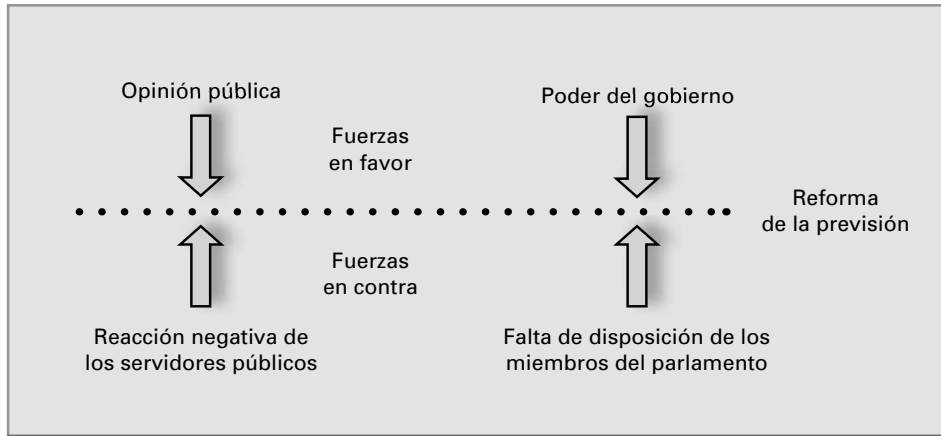 Opinión pública
Poder del gobierno
Fuerzas
en favor
Reforma
de la previsión
Fuerzas
en contra
Reacción negativa de
los servidores públicos
Falta de disposición de los
miembros del parlamento